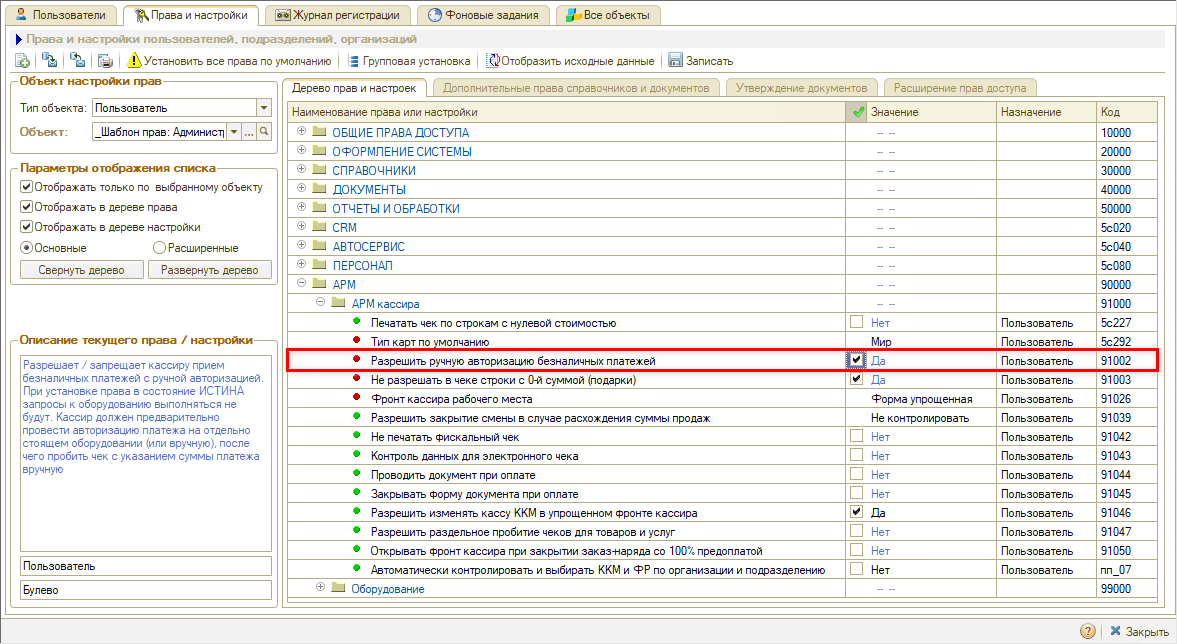 Пользователи
Права и настройки
Журнал регистрации
Фоновые задания
Все объекты
Права и настройки пользователей, подразделений, организаций
Установить все права по умолчанию
Групповая установка
Отобразить исходные данные
Записать
Объект настройки прав
Тип объекта: Пользователь
Объект: _Шаблон прав: Администр ...
Параметры отображения списка
Отображать только по выбранному объекту
Отображать в дереве права
Отображать в дереве настройки
Основные Расширенные
Свернуть дерево Развернуть дерево
Описание текущего права / настройки
Разрешает / запрещает кассиру прием
безналичных платежей с ручной авторизацией.
При установке права в состояние ИСТИНА
запросы к оборудованию выполняться не
будут. Кассир должен предварительно
провести авторизацию платежа на отдельно
стоящем оборудовании (или вручную), после
чего пробить чек с указанием суммы платежа
вручную
Пользователь
Булево
Дерево прав и настроек
Дополнительные права справочников и документов
Утверждение документов
Расширение прав доступа
Наименование права или настройки Значение Назначение Код
ОБЩИЕ ПРАВА ДОСТУПА -- -- 10000
ОФОРМЛЕНИЕ СИСТЕМЫ -- -- 20000
СПРАВОЧНИКИ -- -- 30000
ДОКУМЕНТЫ -- -- 40000
ОТЧЕТЫ И ОБРАБОТКИ -- -- 50000
CRM -- -- 5c020
АВТОСЕРВИС -- -- 5c040
ПЕРСОНАЛ -- -- 5c080
АРМ -- -- 90000
АРМ кассира -- -- 91000
Печатать чек по строкам с нулевой стоимостью Нет Пользователь 5c227
Тип карт по умолчанию Мир Пользователь 5c292
Разрешить ручную авторизацию безналичных платежей Да Пользователь 91002
Не разрешать в чеке строки с 0-й суммой (подарки) Да Пользователь 91003
Фронт кассира рабочего места Форма упрощенная Пользователь 91026
Разрешить закрытие смены в случае расхождения суммы продаж Не контролировать Пользователь 91039
Не печатать фискальный чек Нет Пользователь 91042
Контроль данных для электронного чека Нет Пользователь 91043
Проводить документ при оплате Нет Пользователь 91044
Закрывать форму документа при оплате Нет Пользователь 91045
Разрешить изменять кассу ККМ в упрощенном фронте кассира Да Пользователь 91046
Разрешить раздельное пробитие чеков для товаров и услуг Нет Пользователь 91047
Открывать фронт кассира при закрытии заказ-наряда со 100% предоплатой Нет Пользователь 91050
Автоматически контролировать и выбирать ККМ и ФР по организации и подразделению Нет Пользователь пп_07
Оборудование -- -- 99000
? Закрыть